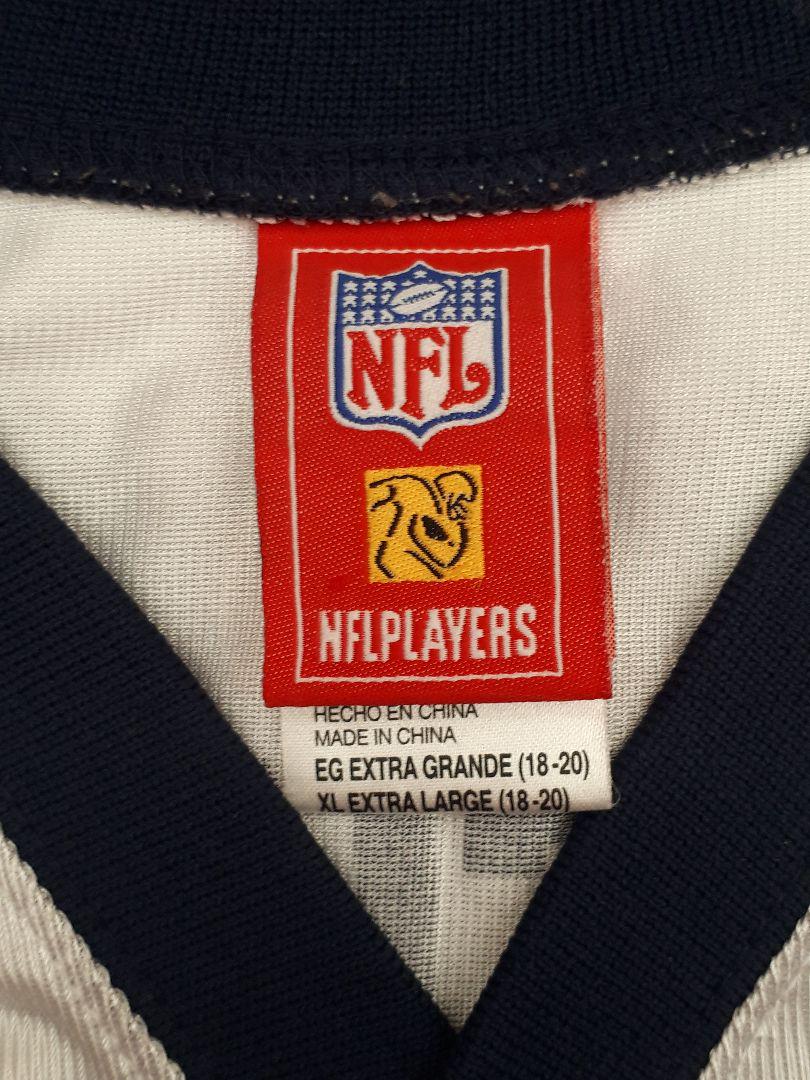 NFL
NFLPLAYERS
HECHO EN CHINA
MADE IN CHINA
EG EXTRA GRANDE (18-20)
XL EXTRA LARGE (18-20)